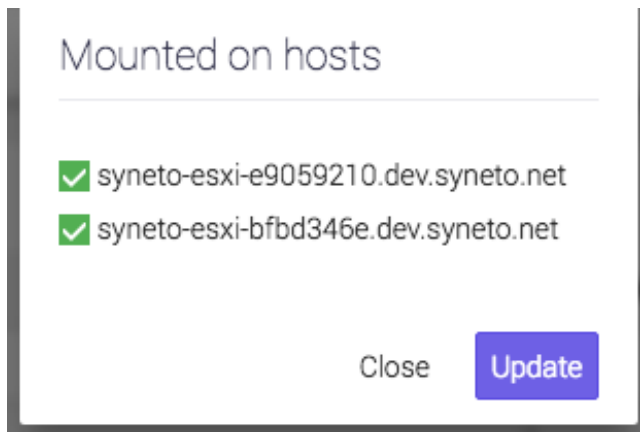 Mounted on hosts
syneto-esxi-e9059210.dev.syneto.net
syneto-esxi-bfbd346e.dev.syneto.net
Close Update